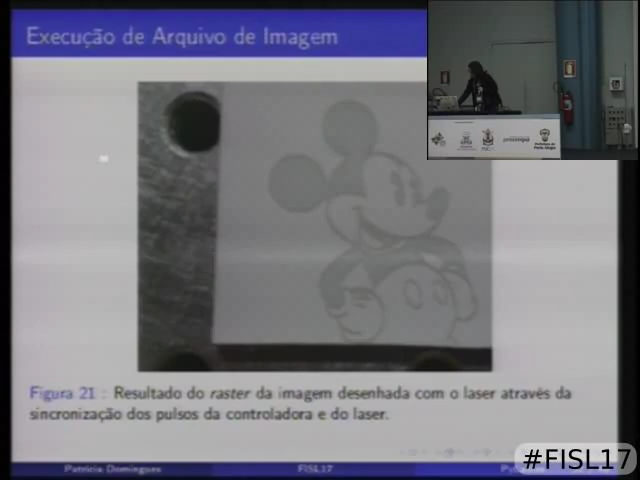 Execução de Arquivo de Imagem
Figura 21 : Resultado do raster da imagem desenhada com o laser através da
sincronização dos pulsos da controladora e do laser.
Patrícia Domingues
FISL17
#FISL17